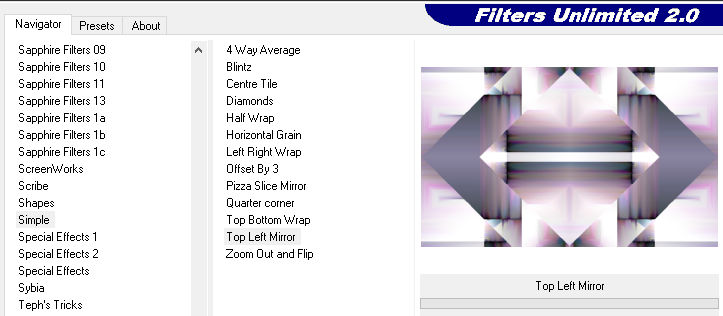 Filters Unlimited 2.0
Navigator
Presets
About
Sapphire Filters 09
Sapphire Filters 10
Sapphire Filters 11
Sapphire Filters 13
Sapphire Filters 1a
Sapphire Filters 1b
Sapphire Filters 1c
ScreenWorks
Scribe
Shapes
Simple
Special Effects 1
Special Effects 2
Special Effects
Sybia
Teph's Tricks
4 Way Average
Blintz
Centre Tile
Diamonds
Half Wrap
Horizontal Grain
Left Right Wrap
Offset By 3
Pizza Slice Mirror
Quarter corner
Top Bottom Wrap
Top Left Mirror
Zoom Out and Flip
Top Left Mirror